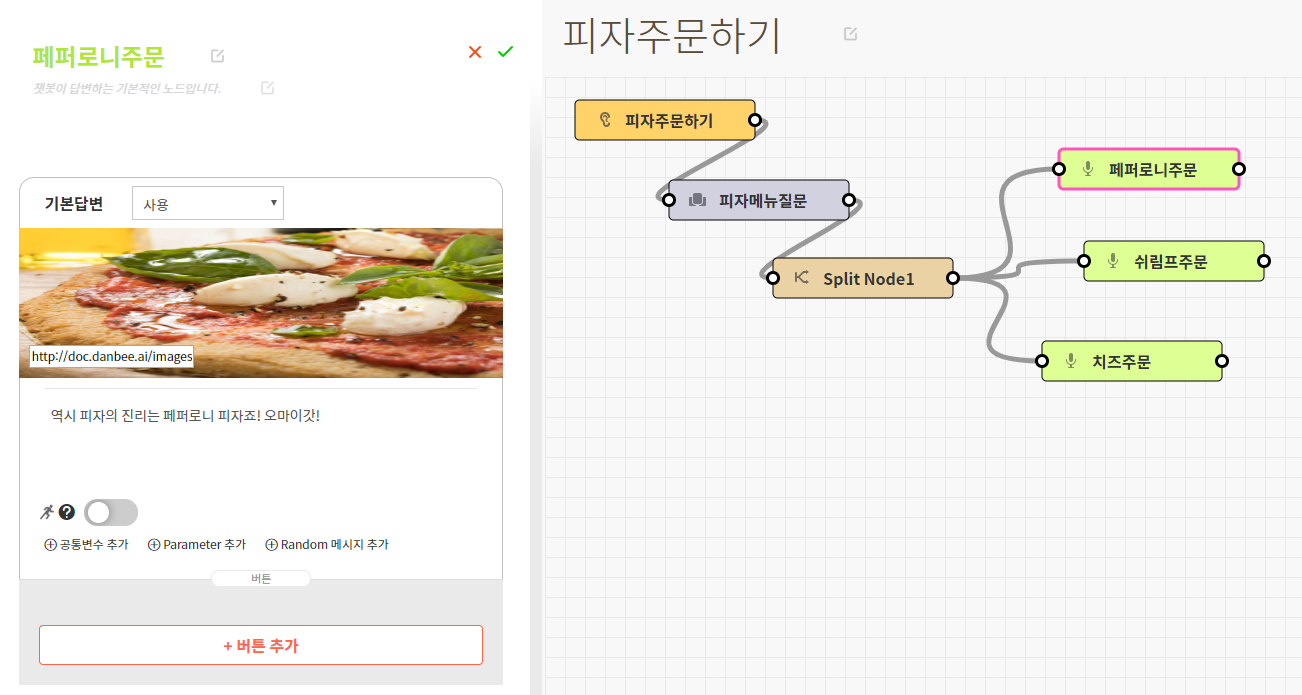 페퍼로니주문
챗봇이 답변하는 기본적인 노드입니다.
기본답변
사용
http://doc.danbee.ai/images
역시 피자의 진리는 페퍼로니 피자죠! 오마이갓!
공통변수 추가
Parameter 추가
Random 메시지 추가
버튼
+ 버튼 추가
피자주문하기
피자주문하기
피자메뉴질문
Split Node1
페퍼로니주문
쉬림프주문
치즈주문